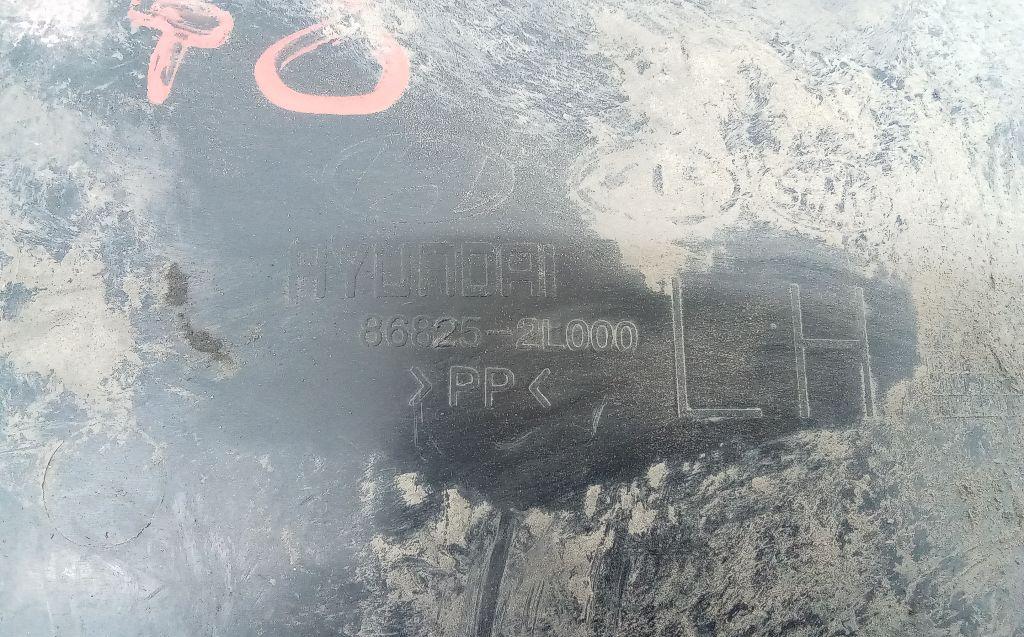 HYUNDAI
86825-2L000
>PP<
LH